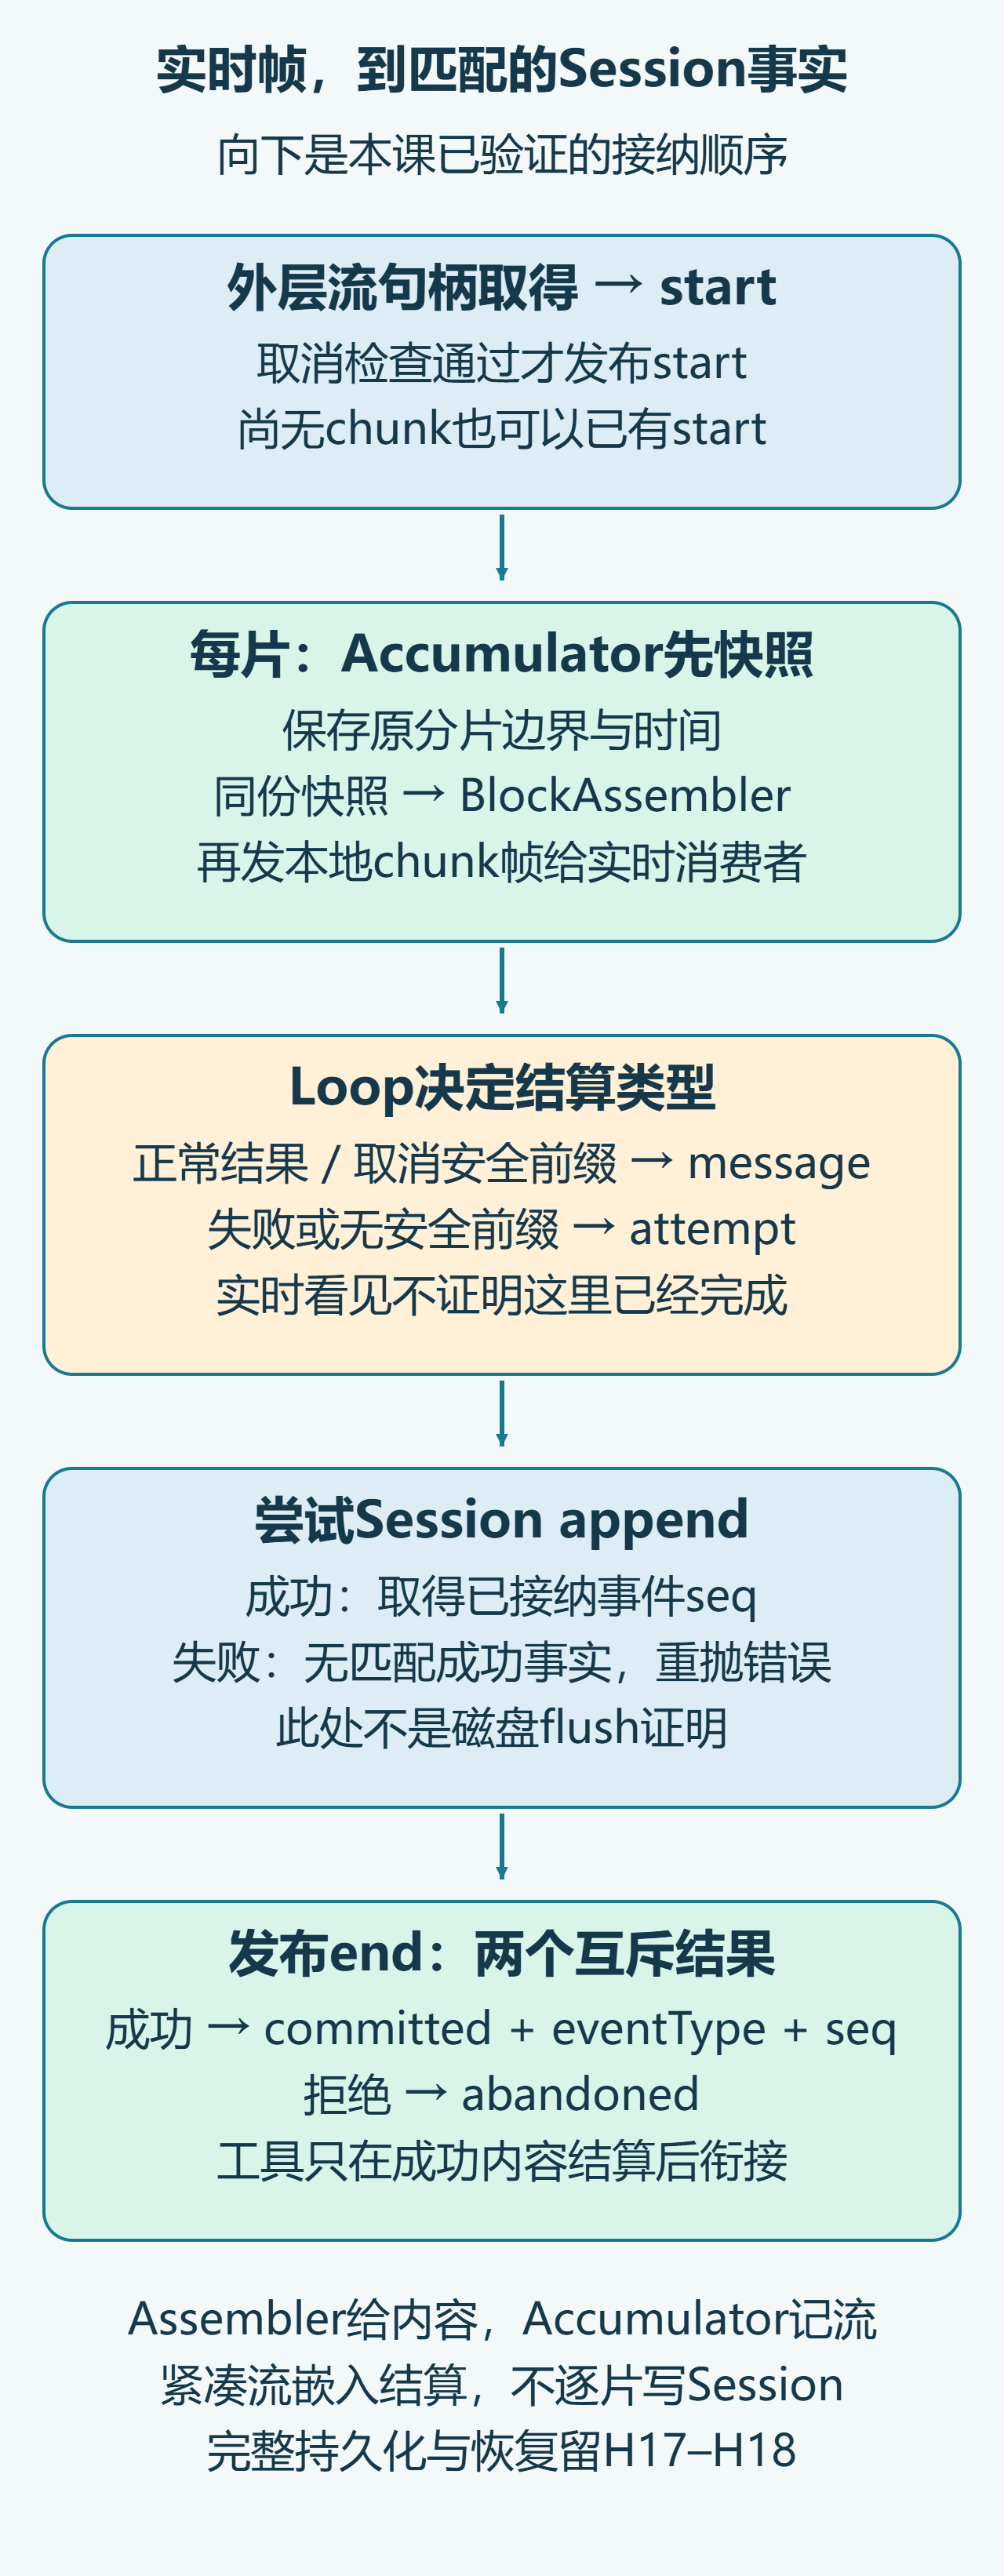 实时帧，到匹配的Session事实
向下是本课已验证的接纳顺序
外层流句柄取得 → start
取消检查通过才发布start
尚无chunk也可以已有start
每片：Accumulator先快照
保存原分片边界与时间
同份快照 → BlockAssembler
再发本地chunk帧给实时消费者
Loop决定结算类型
正常结果 / 取消安全前缀 → message
失败或无安全前缀 → attempt
实时看见不证明这里已经完成
尝试Session append
成功：取得已接纳事件seq
失败：无匹配成功事实，重抛错误
此处不是磁盘flush证明
发布end：两个互斥结果
成功 → committed + eventType + seq
拒绝 → abandoned
工具只在成功内容结算后衔接
Assembler给内容，Accumulator记流
紧凑流嵌入结算，不逐片写Session
完整持久化与恢复留H17–H18